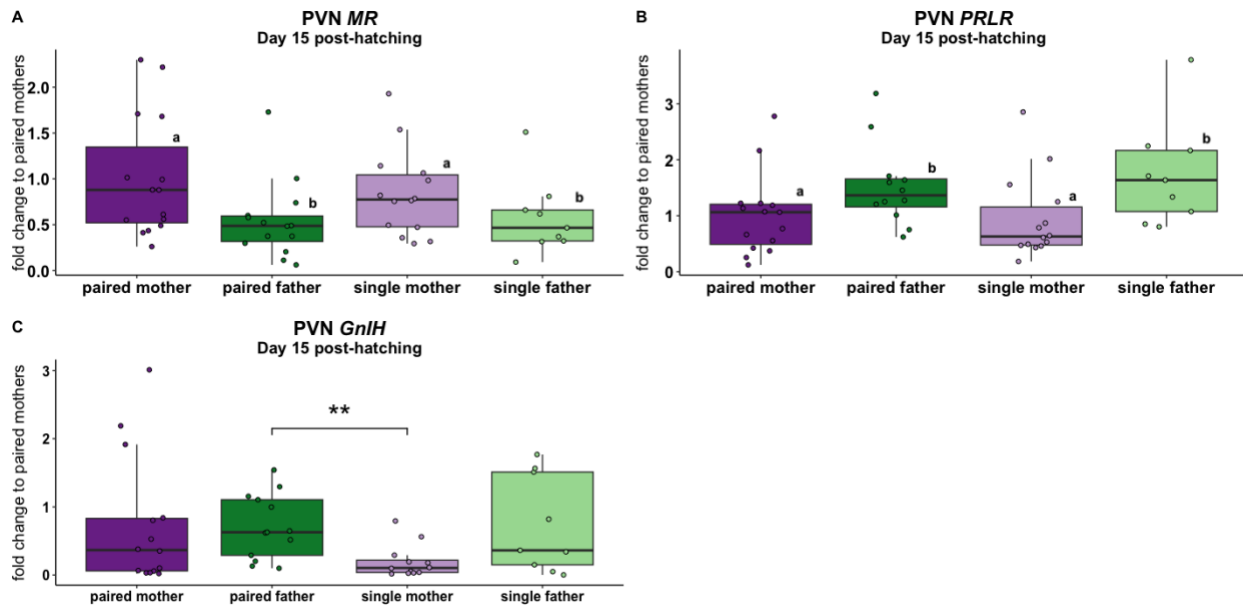 A
PVN MR
Day 15 post-hatching
fold change to paired mothers
2.0
1.5
1.0
0.5
0.0
a
b
a
b
paired mother paired father single mother single father
B
PVN PRLR
Day 15 post-hatching
fold change to paired mothers
3
2
1
0
a
b
a
b
paired mother paired father single mother single father
C
PVN GnIH
Day 15 post-hatching
fold change to paired mothers
3
2
1
0
**
paired mother paired father single mother single father